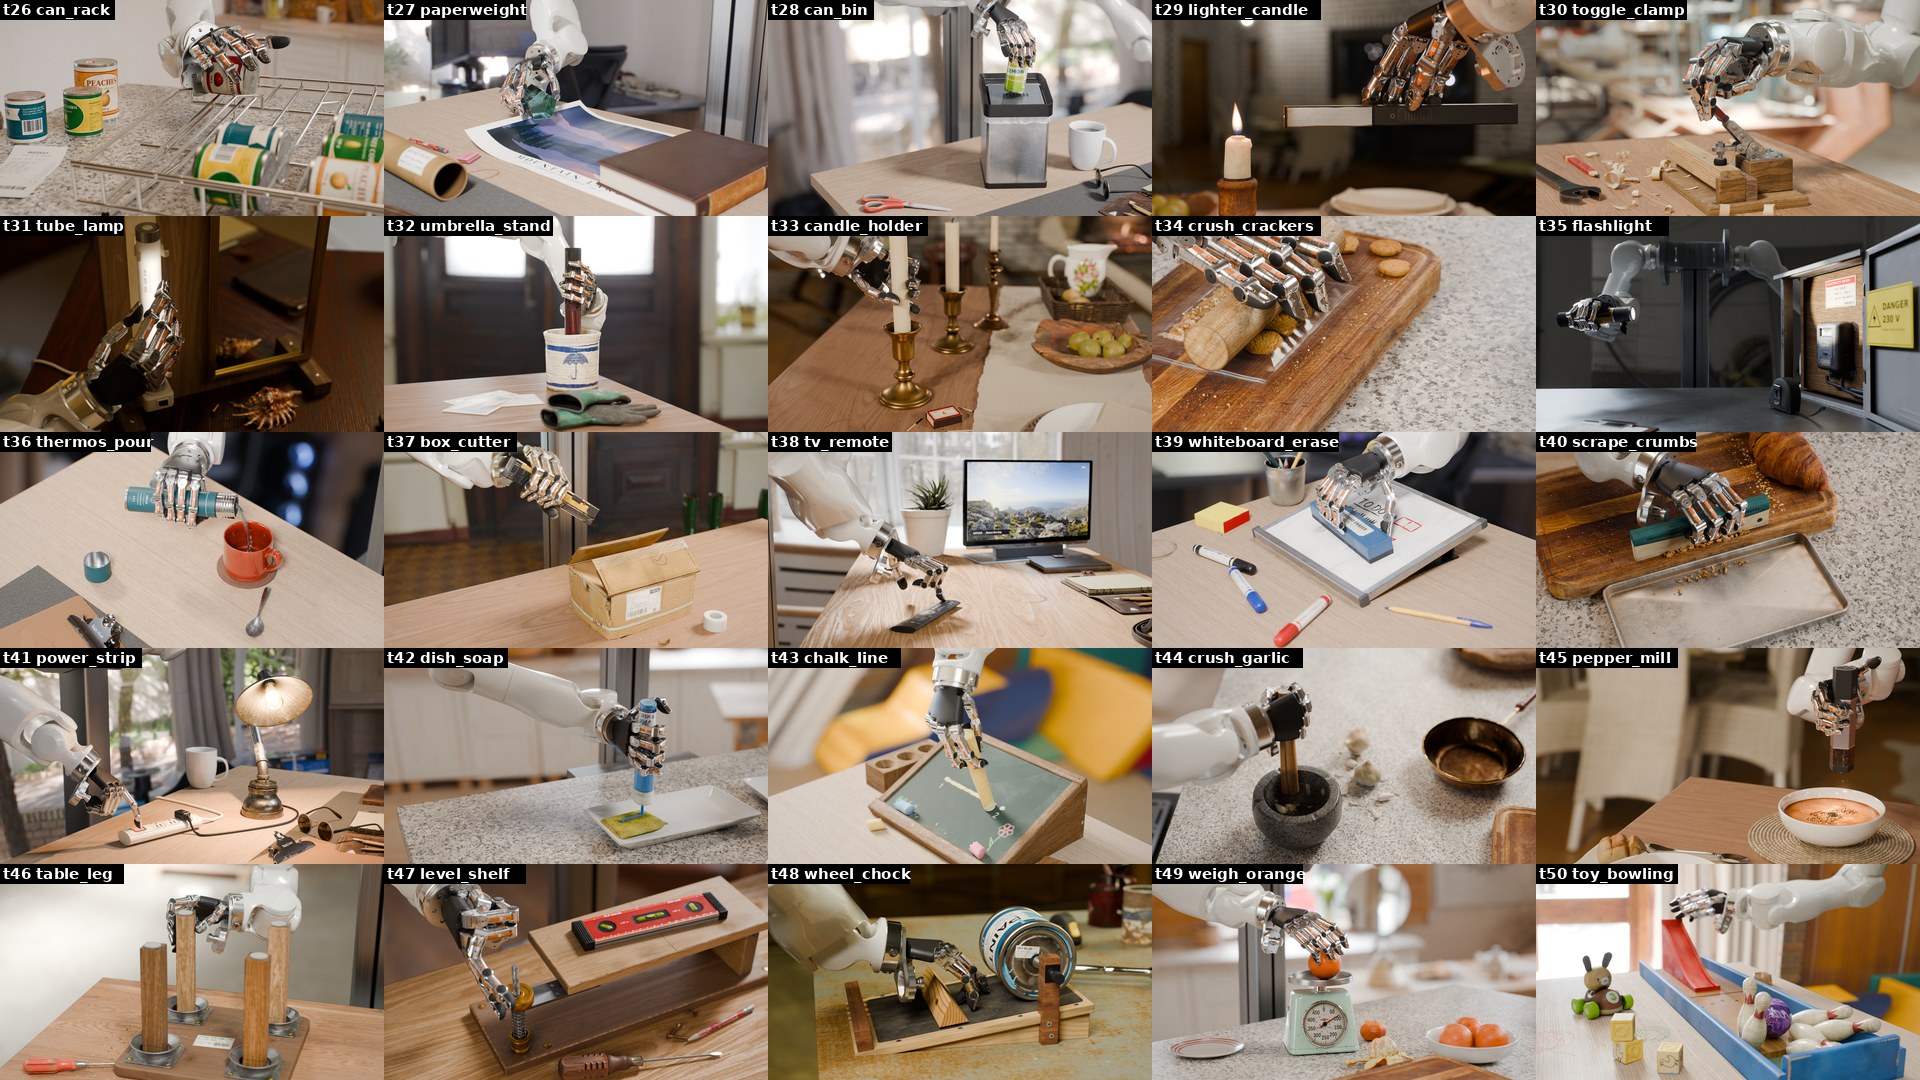 t26 can_rack
t27 paperweight
t28 can_bin
t29 lighter_candle
t30 toggle_clamp
PEACHES
t31 tube_lamp
t32 umbrella_stand
t33 candle_holder
t34 crush_crackers
t35 flashlight
DANGER
230 V
t36 thermos_pour
t37 box_cutter
t38 tv_remote
t39 whiteboard_erase
t40 scrape_crumbs
t41 power_strip
t42 dish_soap
t43 chalk_line
t44 crush_garlic
t45 pepper_mill
t46 table_leg
t47 level_shelf
t48 wheel_chock
t49 weigh_orange
t50 toy_bowling
PAIN